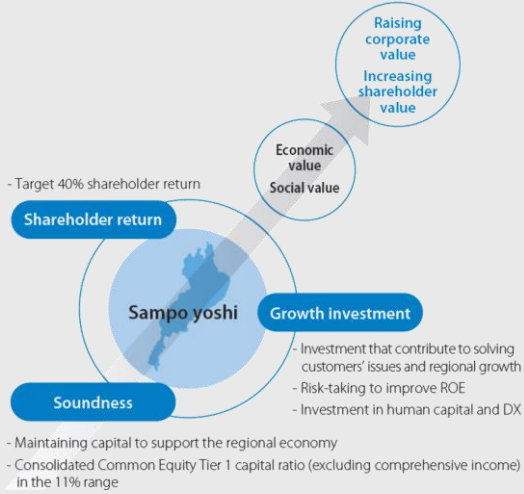 Raising
corporate
value
Increasing
shareholder
value
Economic
value
Social value
- Target 40% shareholder return
Shareholder return
Sampo yoshi
Growth investment
- Investment that contribute to solving
customers' issues and regional growth
- Risk-taking to improve ROE
- Investment in human capital and DX
Soundness
- Maintaining capital to support the regional economy
- Consolidated Common Equity Tier 1 capital ratio (excluding comprehensive income)
in the 11% range